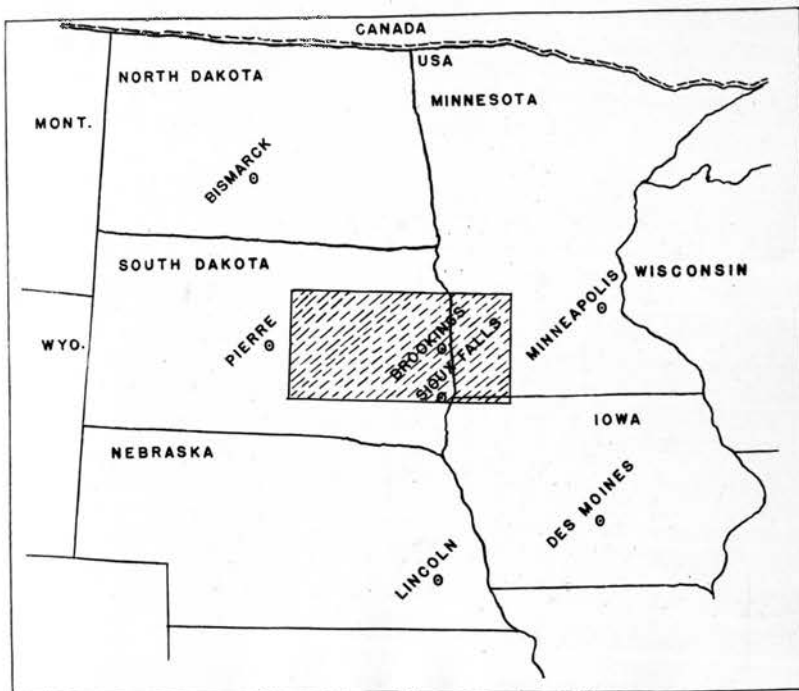 CANADA
USA
NORTH DAKOTA
MINNESOTA
MONT.
BISMARCK
SOUTH DAKOTA
WISCONSIN
MINNEAPOLIS
WYO.
PIERRE
BROOKINGS
SIOUX FALLS
IOWA
NEBRASKA
DES MOINES
LINCOLN